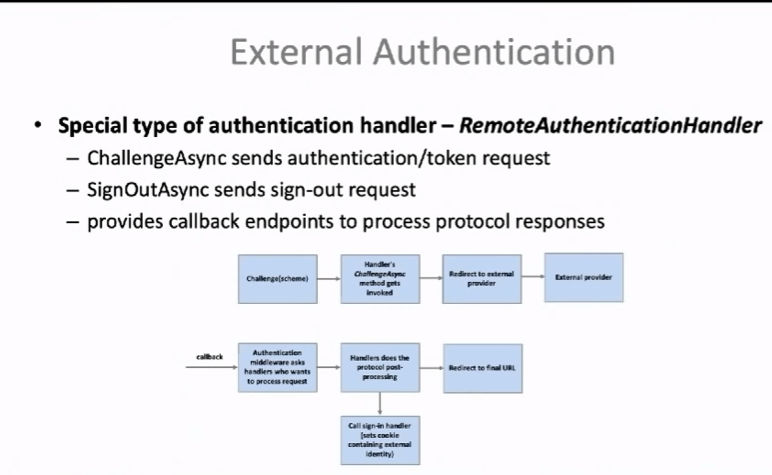 External Authentication
• Special type of authentication handler – RemoteAuthenticationHandler
– ChallengeAsync sends authentication/token request
– SignOutAsync sends sign-out request
– provides callback endpoints to process protocol responses
Challenge(scheme)
Handler's
ChallengeAsync
method gets
invoked
Redirect to external
provider
External provider
callback
Authentication
middleware asks
handlers who wants
to process request
Handlers does the
protocol post-
processing
Redirect to final URL
Call sign-in handler
(sets cookie
containing external
identity)